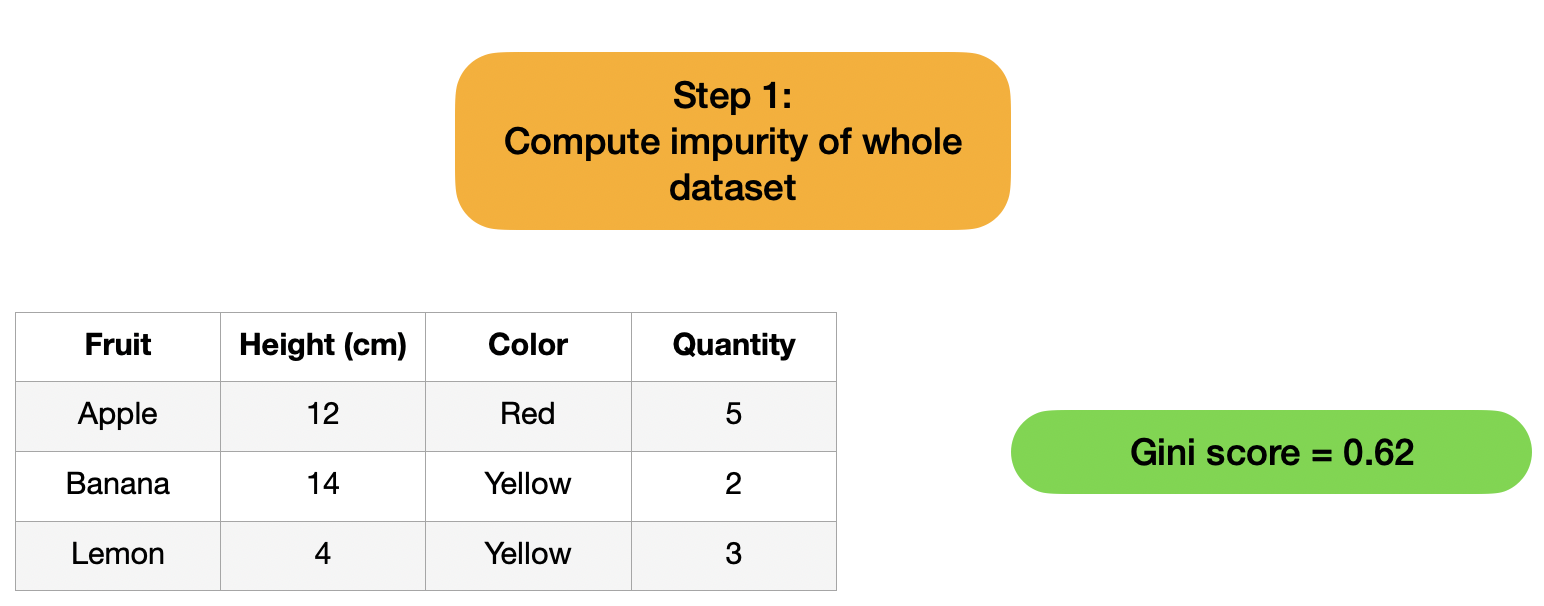 Step 1:
Compute impurity of whole
dataset
Fruit Height (cm) Color Quantity
Apple 12 Red 5
Banana 14 Yellow 2
Lemon 4 Yellow 3
Gini score = 0.62